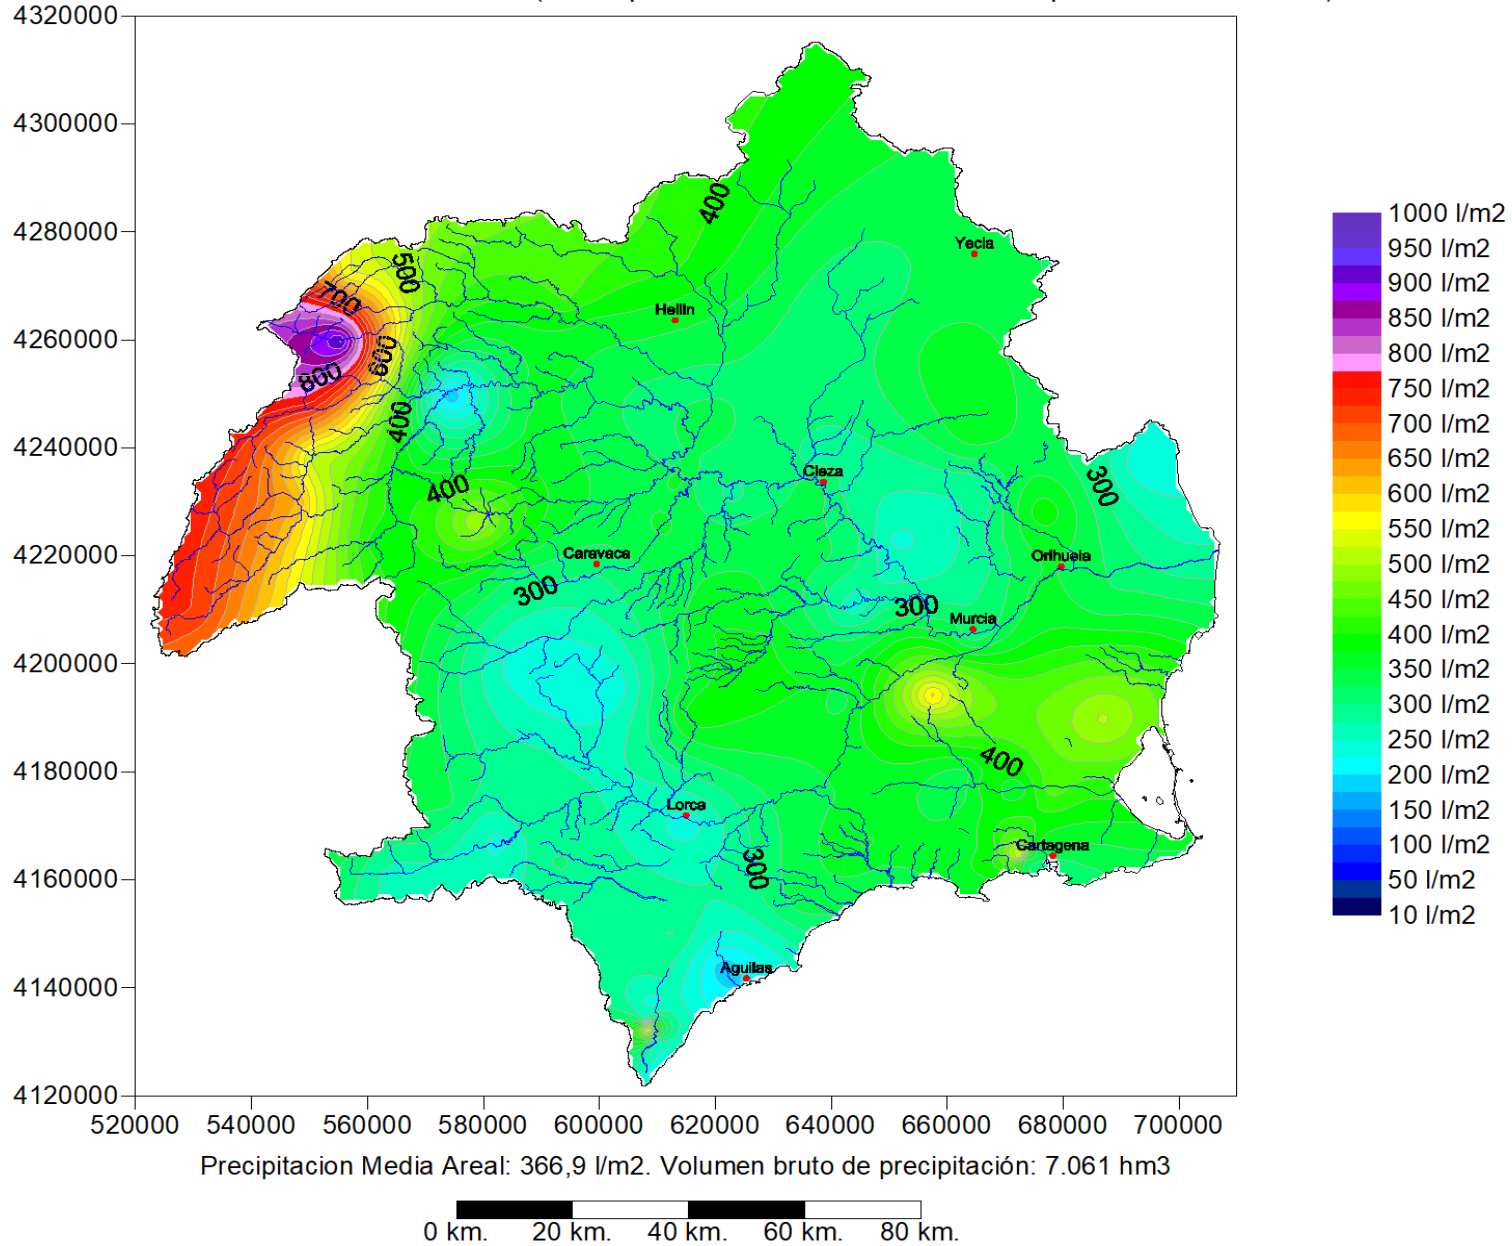 4320000
4300000
4280000
4260000
4240000
4220000
4200000
4180000
4160000
4140000
4120000
520000 540000 560000 580000 600000 620000 640000 660000 680000 700000
400
500
700
600
800
400
400
300
300
300
400
300
Yecla
Hellin
Cieza
Caravaca
Orihuela
Murcia
Lorca
Cartagena
Aguilas
1000 l/m2
950 l/m2
900 l/m2
850 l/m2
800 l/m2
750 l/m2
700 l/m2
650 l/m2
600 l/m2
550 l/m2
500 l/m2
450 l/m2
400 l/m2
350 l/m2
300 l/m2
250 l/m2
200 l/m2
150 l/m2
100 l/m2
50 l/m2
10 l/m2
Precipitacion Media Areal: 366,9 l/m2. Volumen bruto de precipitación: 7.061 hm3
0 km. 20 km. 40 km. 60 km. 80 km.